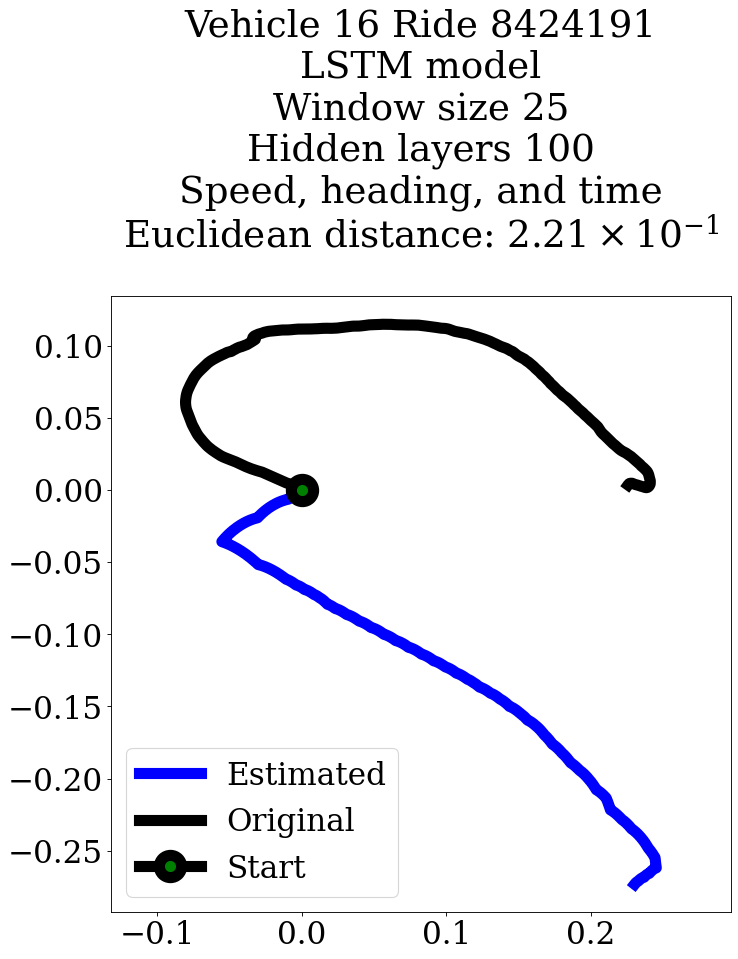 Vehicle 16 Ride 8424191
LSTM model
Window size 25
Hidden layers 100
Speed, heading, and time
Euclidean distance: 2.21 × 10⁻¹
0.10
0.05
0.00
−0.05
−0.10
−0.15
−0.20
−0.25
Estimated
Original
Start
−0.1 0.0 0.1 0.2